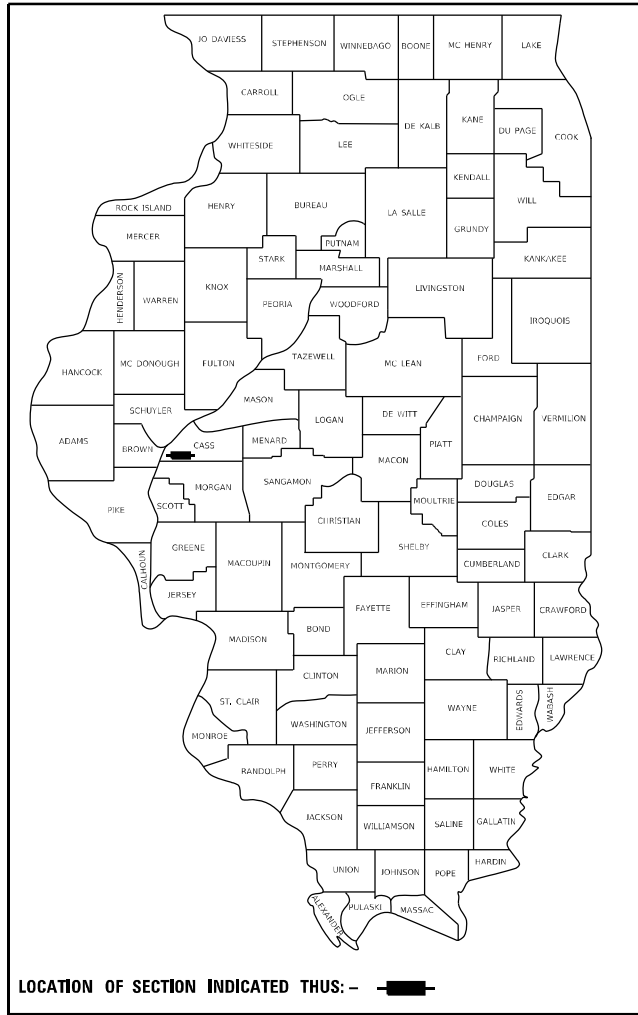 JO DAVIESS STEPHENSON WINNEBAGO BOONE MC HENRY LAKE
CARROLL OGLE DE KALB KANE DU PAGE COOK
WHITESIDE LEE
KENDALL WILL
ROCK ISLAND HENRY BUREAU LA SALLE
MERCER PUTNAM GRUNDY
STARK MARSHALL KANKAKEE
HENDERSON WARREN KNOX PEORIA WOODFORD LIVINGSTON
IROQUOIS
HANCOCK MC DONOUGH FULTON TAZEWELL MC LEAN FORD
MASON
SCHUYLER LOGAN DE WITT CHAMPAIGN VERMILION
ADAMS BROWN CASS MENARD PIATT
MACON
PIKE SCOTT MORGAN SANGAMON MOULTRIE DOUGLAS EDGAR
CHRISTIAN COLES
CALHOUN GREENE MACOUPIN MONTGOMERY SHELBY CUMBERLAND CLARK
JERSEY FAYETTE EFFINGHAM JASPER CRAWFORD
MADISON BOND
CLINTON MARION CLAY RICHLAND LAWRENCE
ST. CLAIR WASHINGTON WAYNE EDWARDS WABASH
MONROE JEFFERSON
RANDOLPH PERRY HAMILTON WHITE
FRANKLIN
JACKSON WILLIAMSON SALINE GALLATIN
UNION JOHNSON POPE HARDIN
ALEXANDER PULASKI MASSAC
LOCATION OF SECTION INDICATED THUS: –